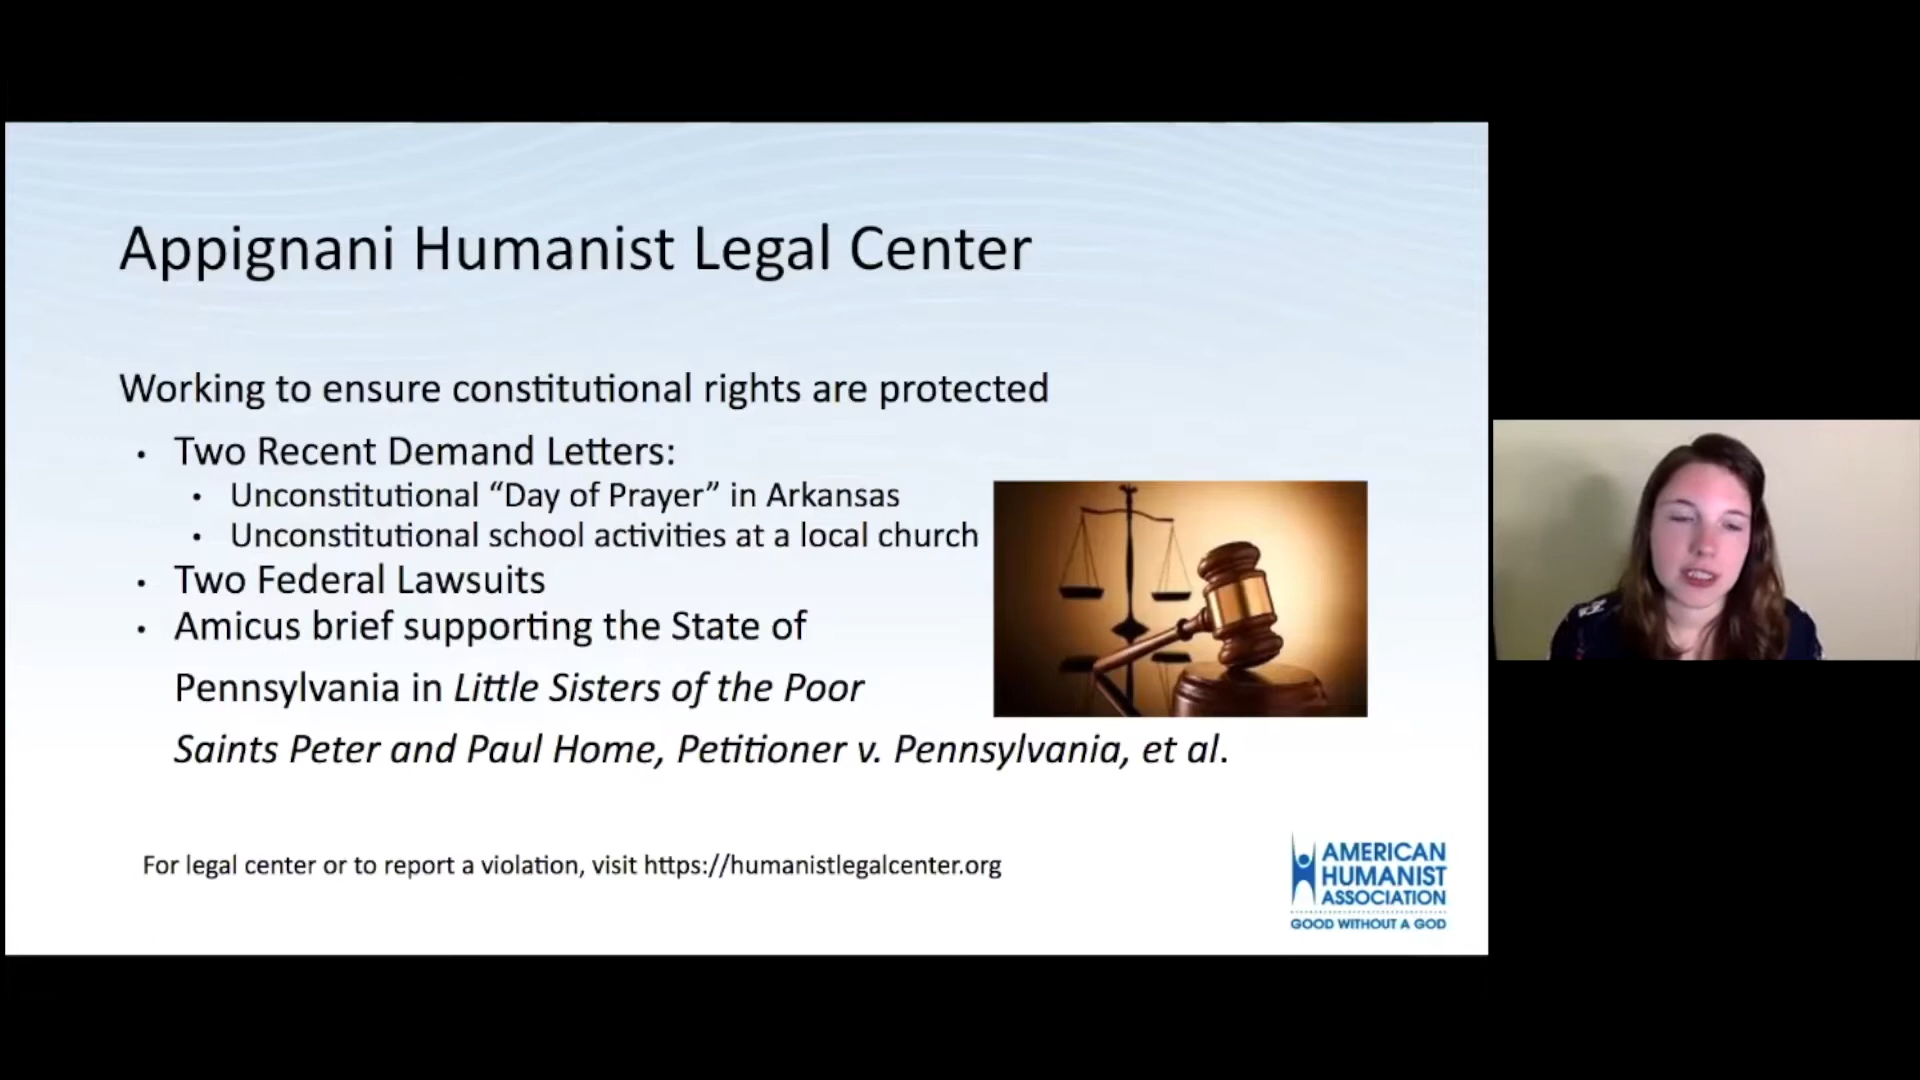 Appignani Humanist Legal Center
Working to ensure constitutional rights are protected
• Two Recent Demand Letters:
• Unconstitutional “Day of Prayer” in Arkansas
• Unconstitutional school activities at a local church
• Two Federal Lawsuits
• Amicus brief supporting the State of
Pennsylvania in Little Sisters of the Poor
Saints Peter and Paul Home, Petitioner v. Pennsylvania, et al.
For legal center or to report a violation, visit https://humanistlegalcenter.org
AMERICAN
HUMANIST
ASSOCIATION
GOOD WITHOUT A GOD